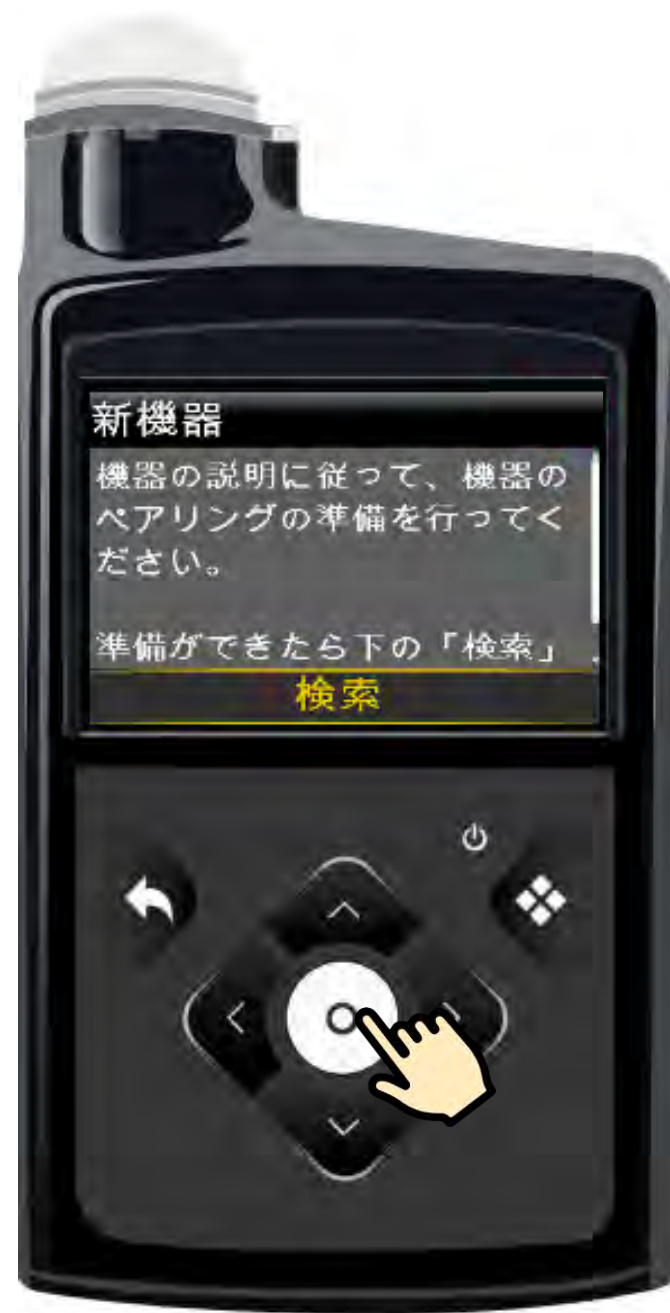 新機器
機器の説明に従って、機器の
ペアリングの準備を行ってく
ださい。
準備ができたら下の「検索」
検索